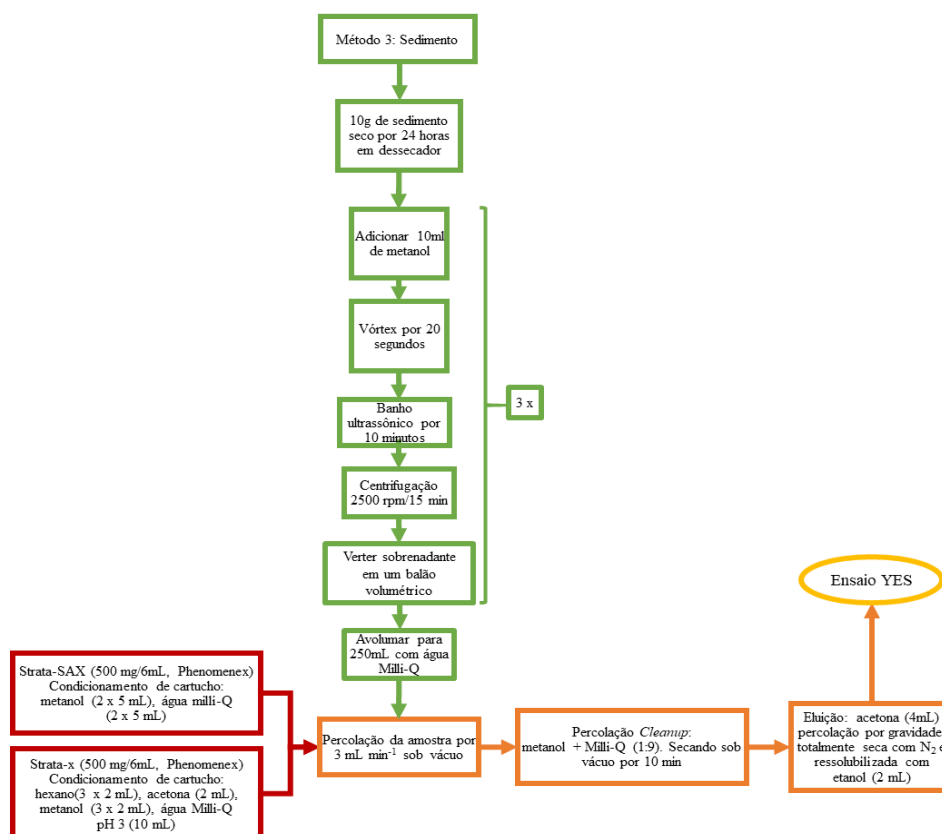 Método 3: Sedimento
10g de sedimento
seco por 24 horas
em dessecador
Adicionar 10ml
de metanol
Vórtex por 20
segundos
Banho
ultrassônico por
10 minutos
3 x
Centrifugação
2500 rpm/15 min
Verter sobrenadante
em um balão
volumétrico
Avolumar para
250mL com água
Milli-Q
Strata-SAX (500 mg/6mL, Phenomenex)
Condicionamento de cartucho:
metanol (2 x 5 mL), água milli-Q
(2 x 5 mL)
Strata-x (500 mg/6mL, Phenomenex)
Condicionamento de cartucho:
hexano(3 x 2 mL), acetona (2 mL),
metanol (3 x 2 mL), água Milli-Q
pH 3 (10 mL)
Percolação da amostra por
3 mL min⁻¹ sob vácuo
Percolação Cleanup:
metanol + Milli-Q (1:9). Secando sob
vácuo por 10 min
Eluição: acetona (4mL)
percolação por gravidade
totalmente seca com N₂ e
ressolubilizada com
etanol (2 mL)
Ensaio YES